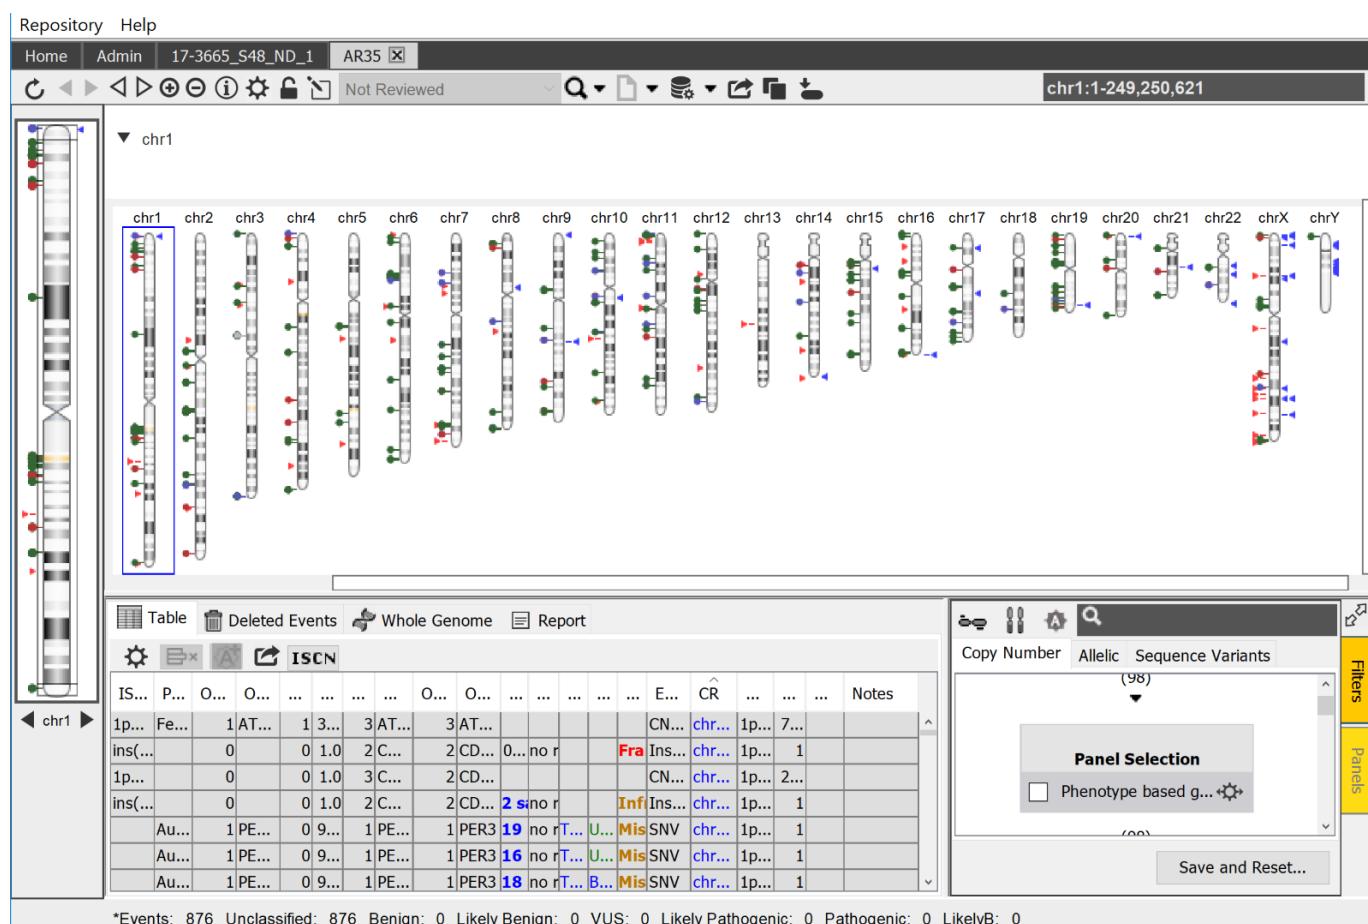 Repository Help
Home Admin 17-3665_S48_ND_1 AR35
Not Reviewed chr1:1-249,250,621
chr1
chr1 chr2 chr3 chr4 chr5 chr6 chr7 chr8 chr9 chr10 chr11 chr12 chr13 chr14 chr15 chr16 chr17 chr18 chr19 chr20 chr21 chr22 chrX chrY
Table Deleted Events Whole Genome Report
ISCN
IS... P... O... O... ... ... ... ... O... O... ... ... ... ... ... E... CR ... ... ... Notes
1p... Fe... 1 AT... 1 3... 3 AT... 3 AT... CN... chr... 1p... 7...
ins(... 0 0 1.0 2 C... 2 CD... 0... no r Fra Ins... chr... 1p... 1
1p... 0 0 1.0 3 C... 2 CD... CN... chr... 1p... 2...
ins(... 0 0 1.0 2 C... 2 CD... 2 sa no r Infi Ins... chr... 1p... 1
Au... 1 PE... 0 9... 1 PE... 1 PER3 19 no r T... U... Mis SNV chr... 1p... 1
Au... 1 PE... 0 9... 1 PE... 1 PER3 16 no r T... U... Mis SNV chr... 1p... 1
Au... 1 PE... 0 9... 1 PE... 1 PER3 18 no r T... B... Mis SNV chr... 1p... 1
chr1
Copy Number Allelic Sequence Variants
(98)
Panel Selection
Phenotype based g...
(98)
Save and Reset...
Filters
Panels
*Events: 876 Unclassified: 876 Benign: 0 Likely Benign: 0 VUS: 0 Likely Pathogenic: 0 Pathogenic: 0 LikelyB: 0